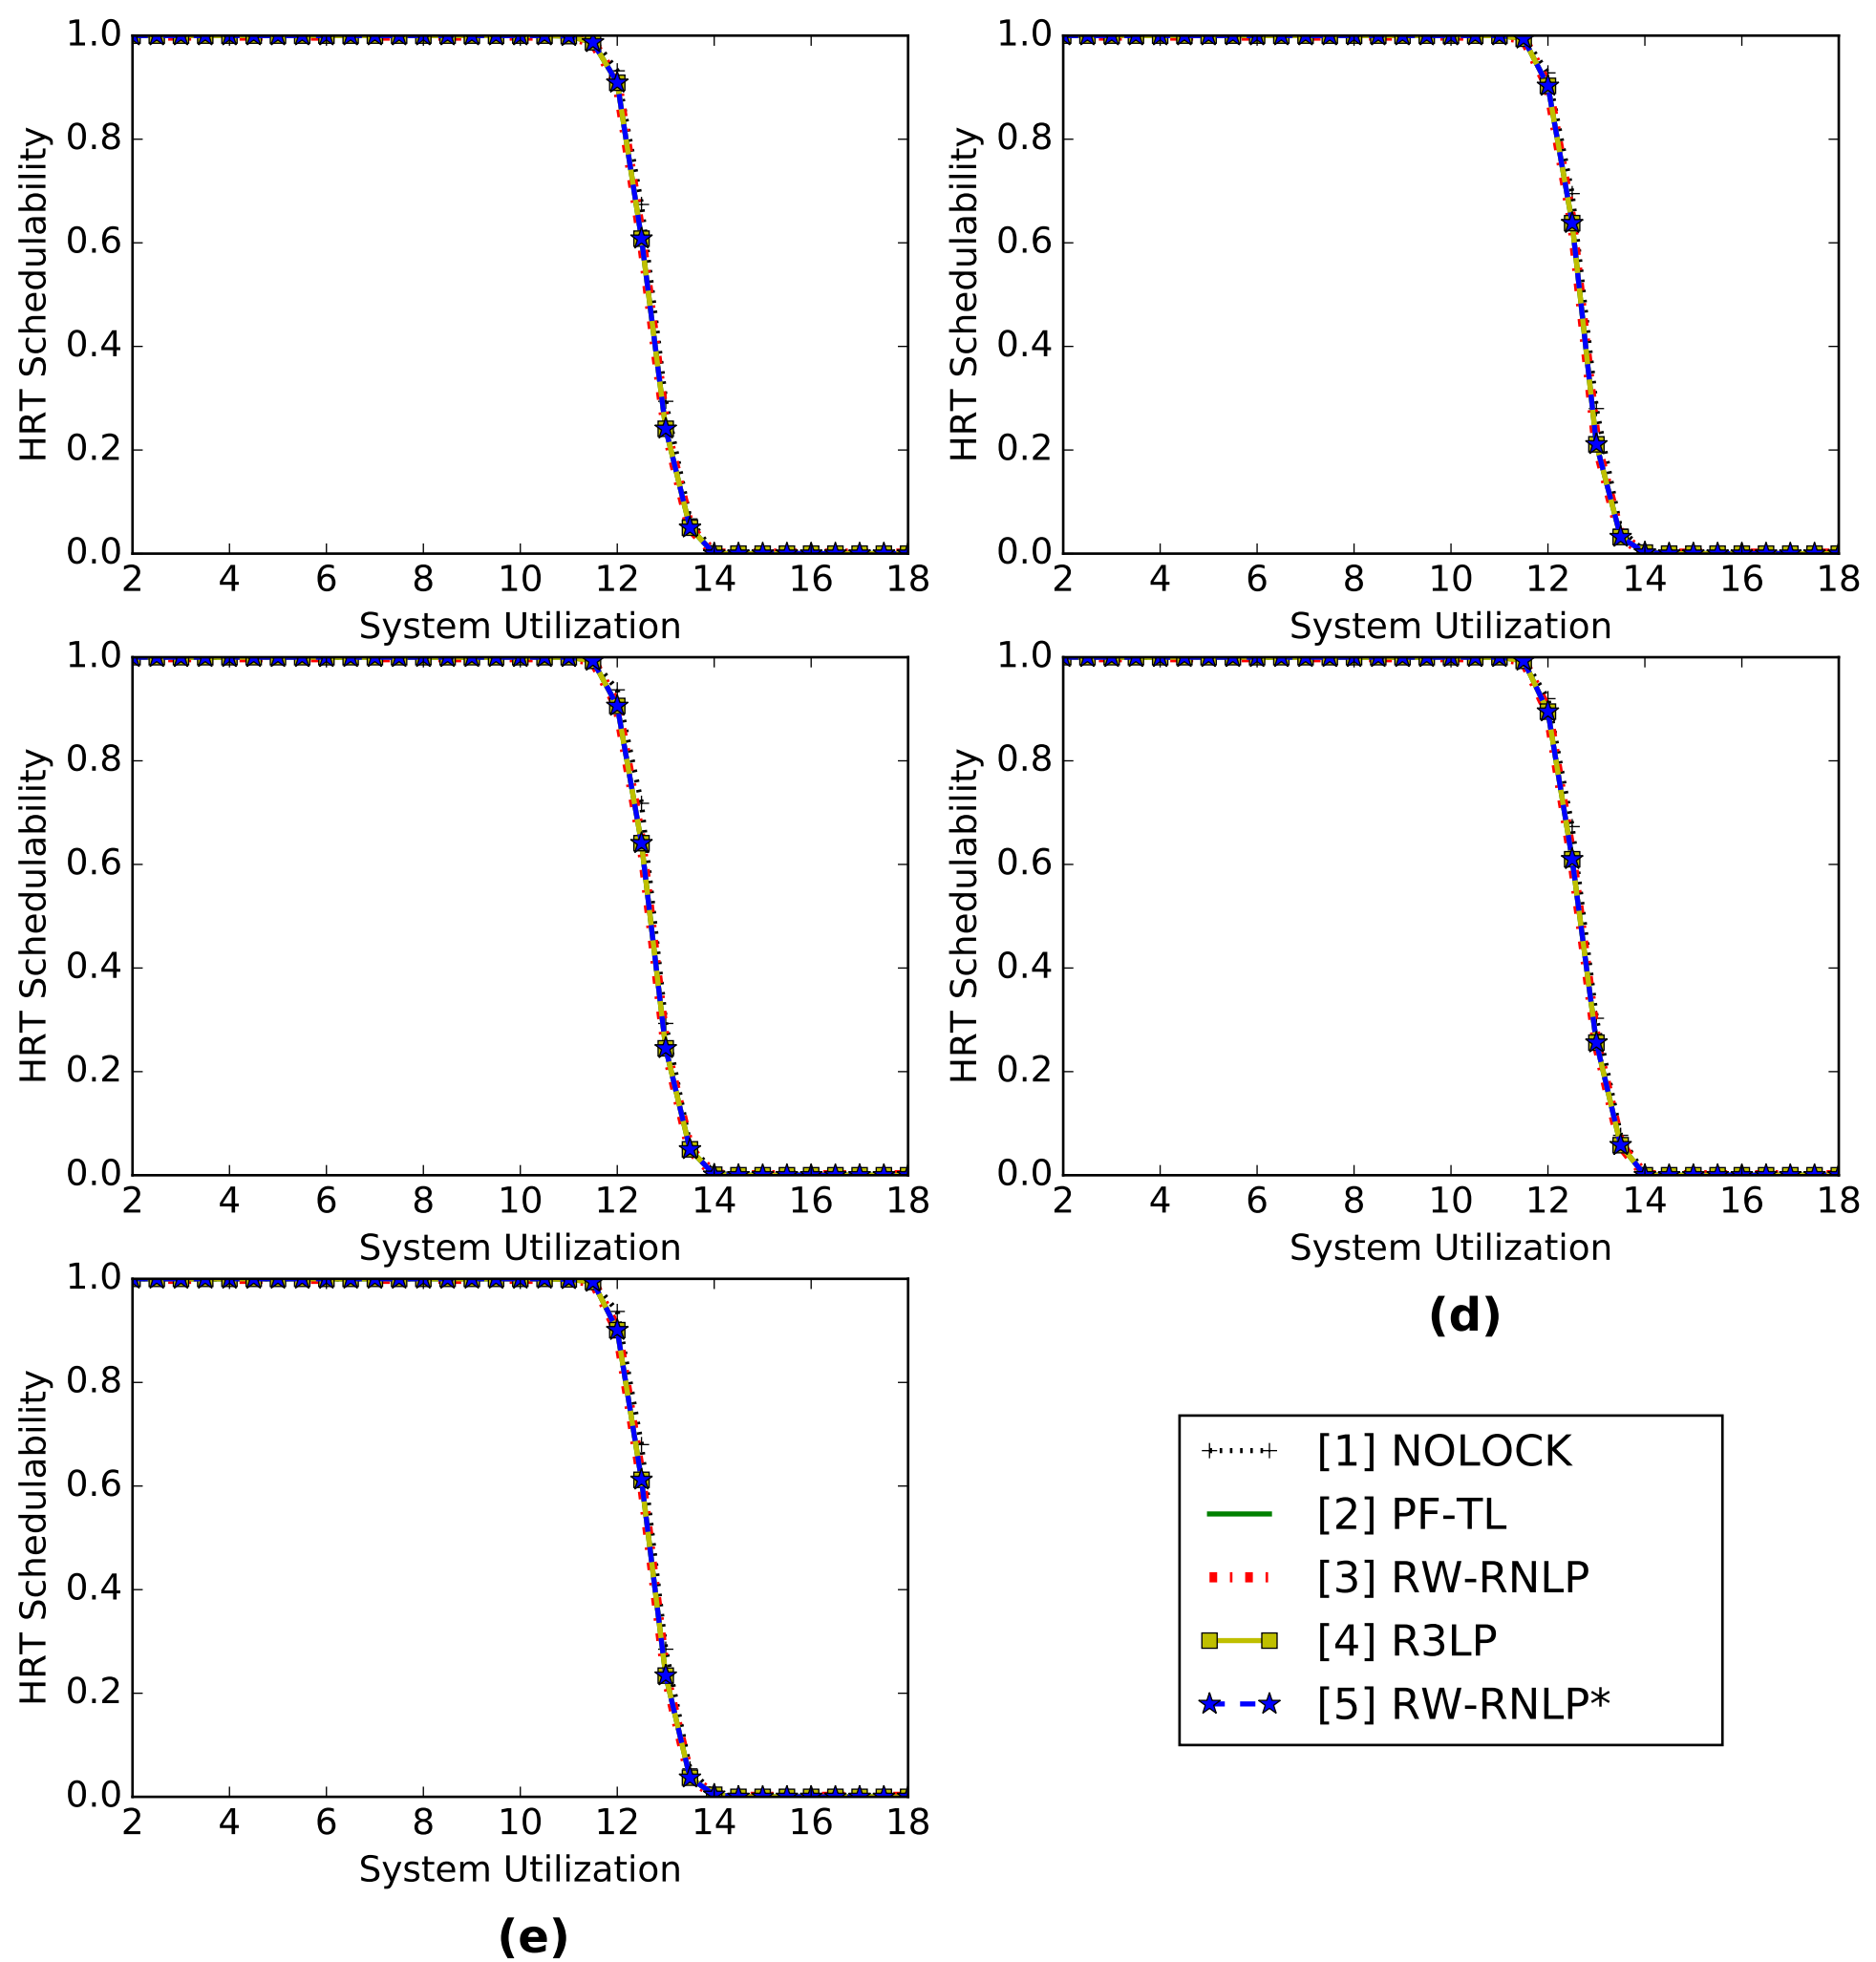 1.0
0.8
0.6
0.4
0.2
0.0
HRT Schedulability
2 4 6 8 10 12 14 16 18
System Utilization
1.0
0.8
0.6
0.4
0.2
0.0
HRT Schedulability
2 4 6 8 10 12 14 16 18
System Utilization
1.0
0.8
0.6
0.4
0.2
0.0
HRT Schedulability
2 4 6 8 10 12 14 16 18
System Utilization
1.0
0.8
0.6
0.4
0.2
0.0
HRT Schedulability
2 4 6 8 10 12 14 16 18
System Utilization
(d)
1.0
0.8
0.6
0.4
0.2
0.0
HRT Schedulability
2 4 6 8 10 12 14 16 18
System Utilization
(e)
[1] NOLOCK
[2] PF-TL
[3] RW-RNLP
[4] R3LP
[5] RW-RNLP*